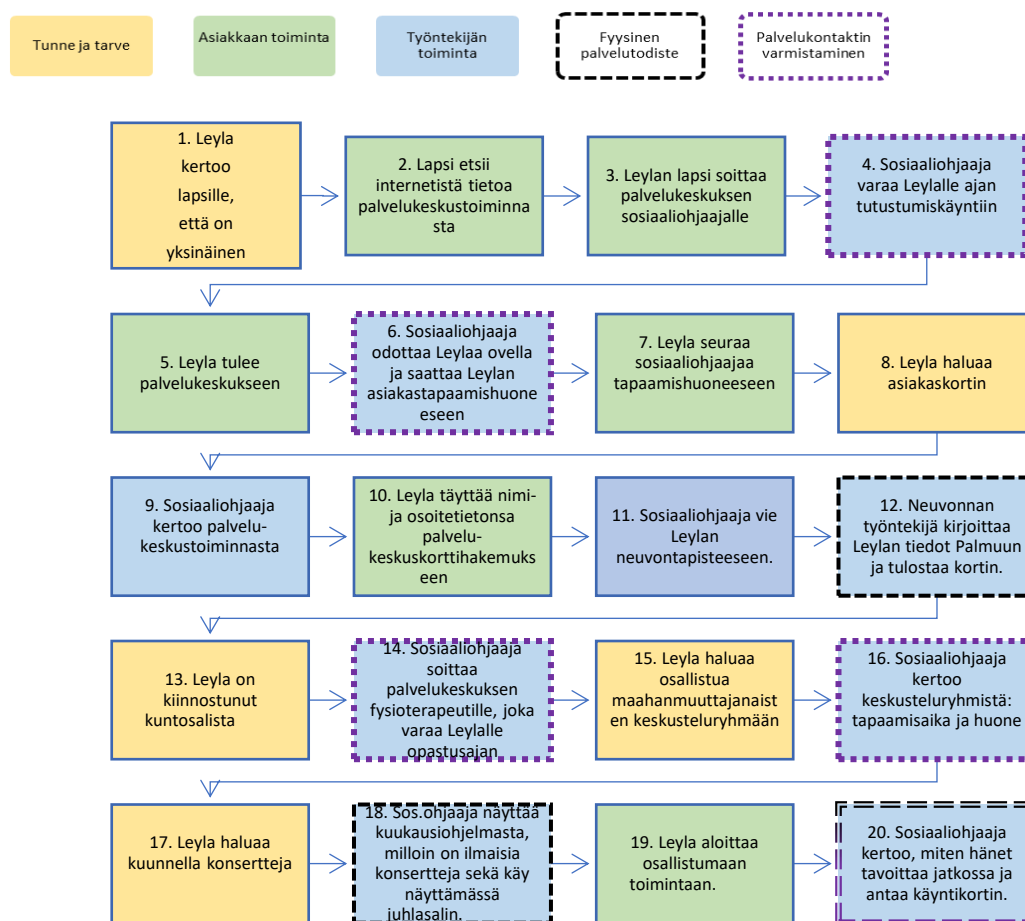 Tunne ja tarve
Asiakkaan toiminta
Työntekijän
toiminta
Fyysinen
palvelutodiste
Palvelukontaktin
varmistaminen
1. Leyla
kertoo
lapsille,
että on
yksinäinen
2. Lapsi etsii
internetistä tietoa
palvelukeskustoiminna
sta
3. Leylan lapsi soittaa
palvelukeskuksen
sosiaaliohjaajalle
4. Sosiaaliohjaaja
varaa Leylalle ajan
tutustumiskäyntiin
5. Leyla tulee
palvelukeskukseen
6. Sosiaaliohjaaja
odottaa Leylaa ovella
ja saattaa Leylan
asiakastapaamishuone
eseen
7. Leyla seuraa
sosiaaliohjaajaa
tapaamishuoneeseen
8. Leyla haluaa
asiakaskortin
9. Sosiaaliohjaaja
kertoo palvelu-
keskustoiminnasta
10. Leyla täyttää nimi-
ja osoitetietonsa
palvelu-
keskuskorttihakemuks
een
11. Sosiaaliohjaaja vie
Leylan
neuvontapisteeseen.
12. Neuvonnan
työntekijä kirjoittaa
Leylan tiedot Palmuun
ja tulostaa kortin.
13. Leyla on
kiinnostunut
kuntosalista
14. Sosiaaliohjaaja
soittaa
palvelukeskuksen
fysioterapeutille, joka
varaa Leylalle
opastusajan
15. Leyla haluaa
osallistua
maahanmuuttajanaist
en keskusteluryhmään
16. Sosiaaliohjaaja
kertoo
keskusteluryhmistä:
tapaamisaika ja huone
17. Leyla haluaa
kuunnella konsertteja
18. Sos.ohjaaja näyttää
kuukausiohjelmasta,
milloin on ilmaisia
konsertteja sekä käy
näyttämässä
juhlasalin.
19. Leyla aloittaa
osallistumaan
toimintaan.
20. Sosiaaliohjaaja
kertoo, miten hänet
tavoittaa jatkossa ja
antaa käyntikortin.